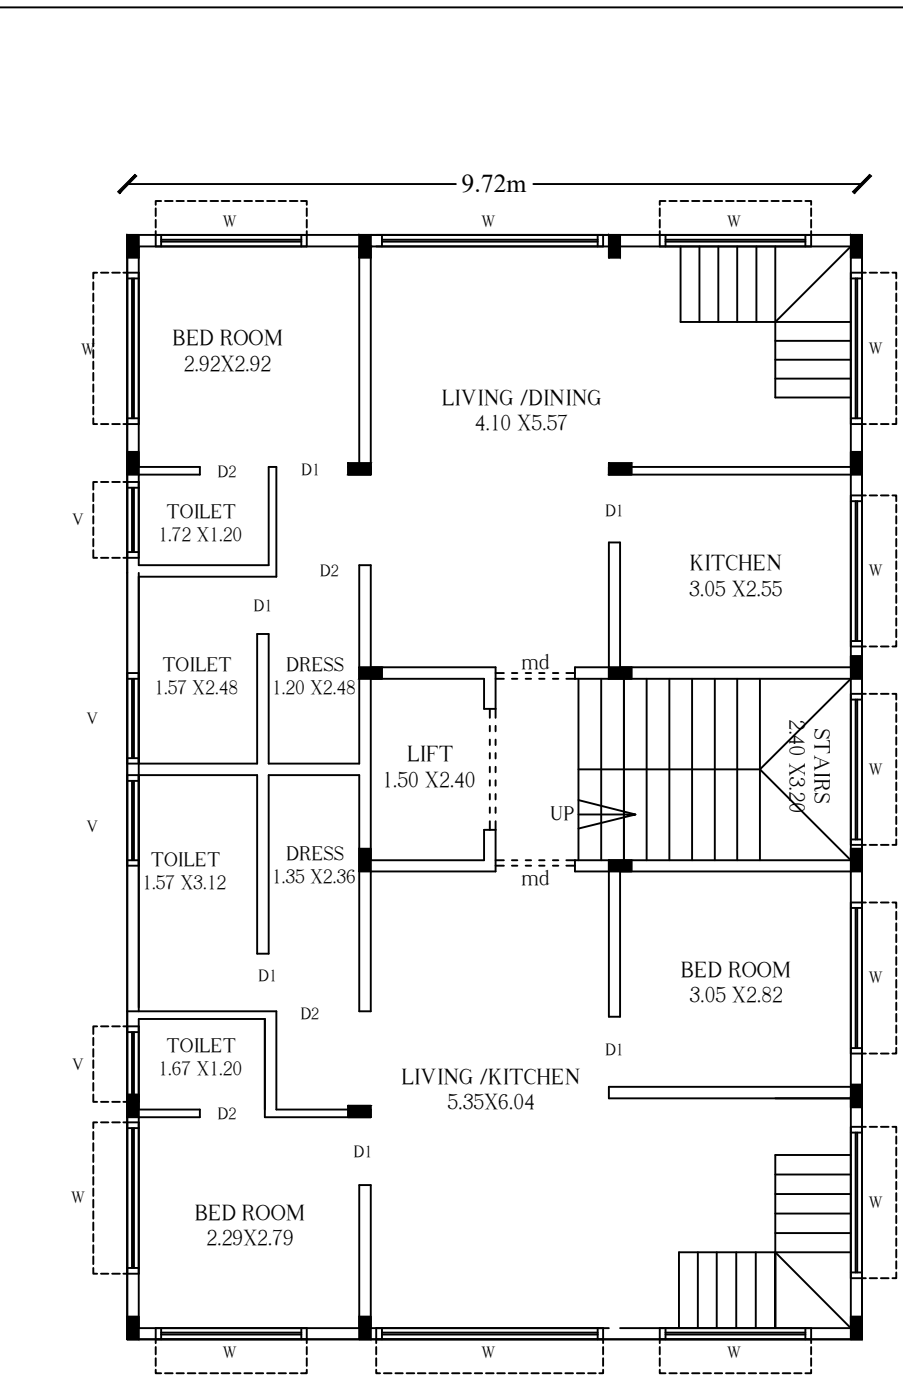 9.72m
W
W
W
BED ROOM
2.92X2.92
W
W
LIVING /DINING
4.10 X5.57
D2
D1
TOILET
1.72 X1.20
V
D1
KITCHEN
3.05 X2.55
W
D2
D1
TOILET
1.57 X2.48
DRESS
1.20 X2.48
md
V
LIFT
1.50 X2.40
STAIRS
2.40 X3.20
W
UP
V
TOILET
1.57 X3.12
DRESS
1.35 X2.36
md
D1
BED ROOM
3.05 X2.82
W
D2
TOILET
1.67 X1.20
V
D1
LIVING /KITCHEN
5.35X6.04
D2
D1
W
W
BED ROOM
2.29X2.79
W
W
W